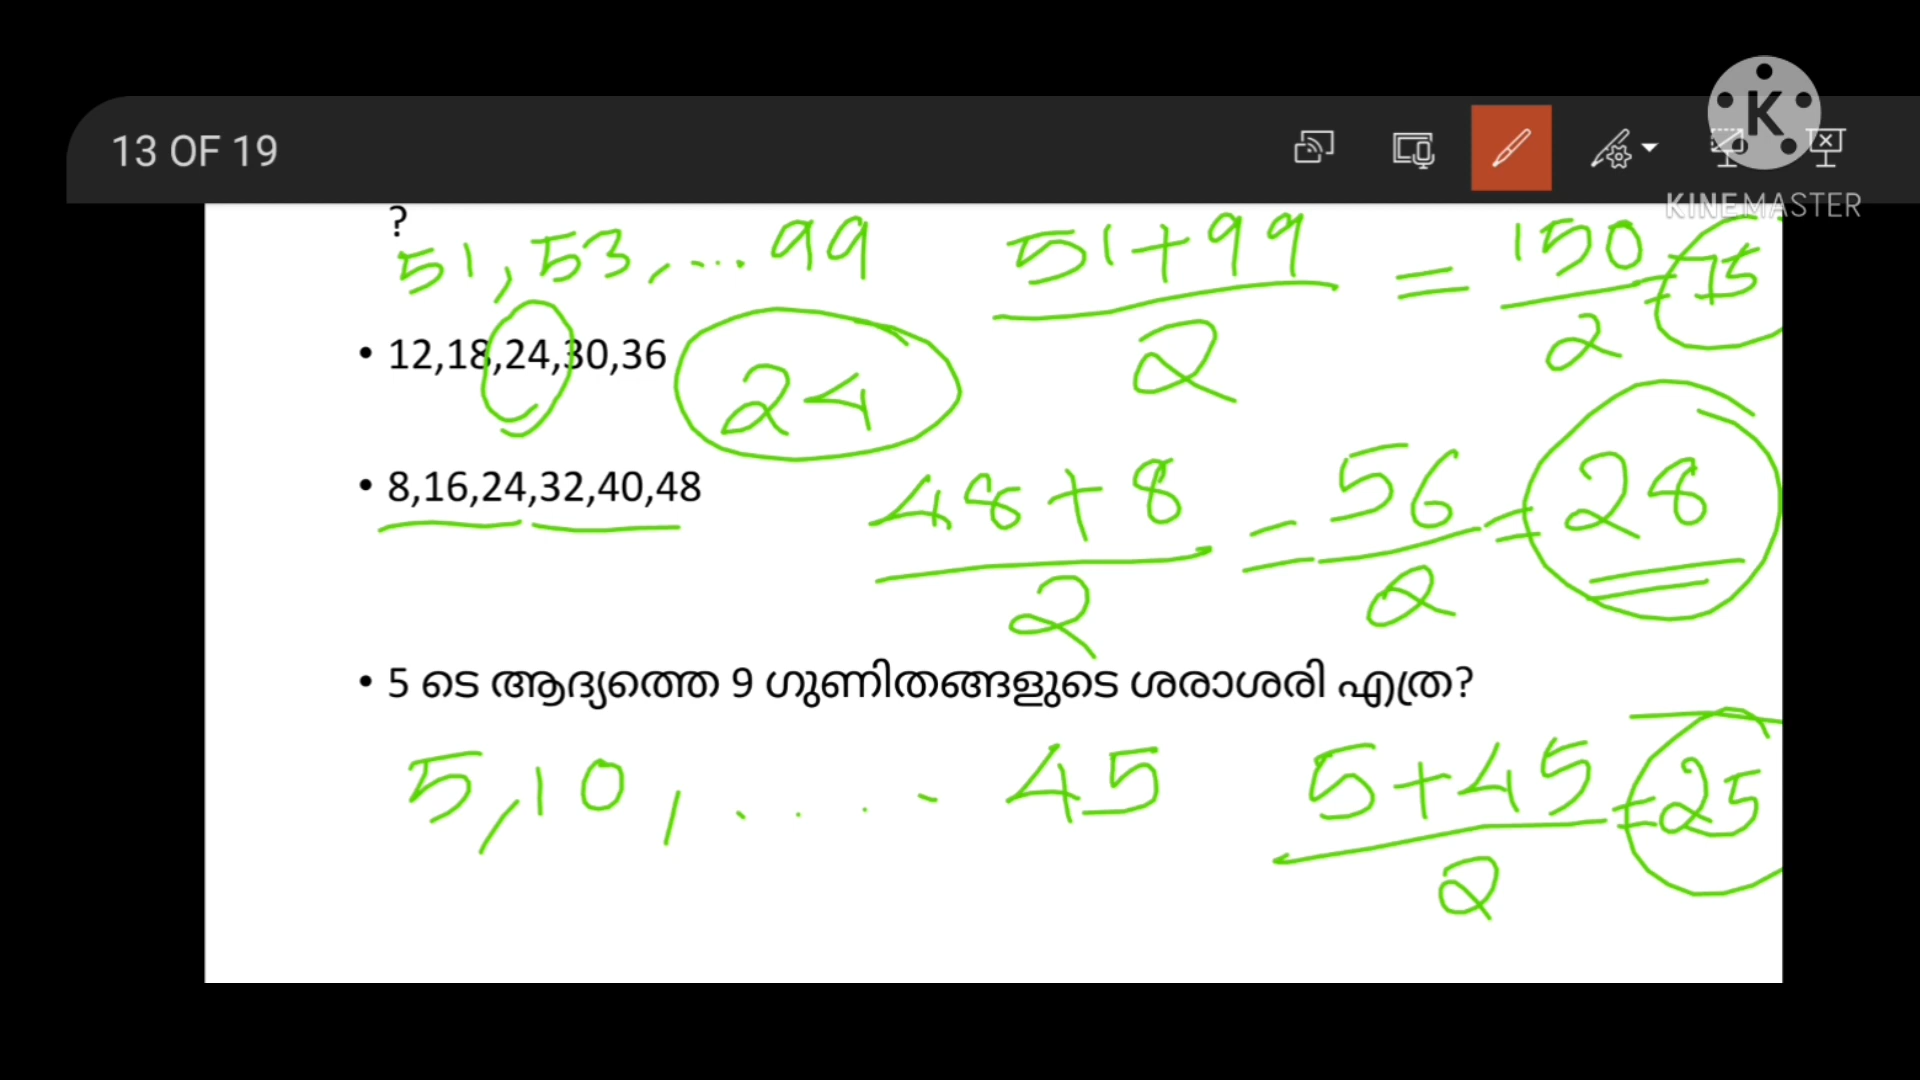 13 OF 19
K
KINEMASTER
?
51, 53, ... 99 51+99 / 2 = 150 / 2 = 75
• 12,18,24,30,36 24
• 8,16,24,32,40,48 48+8 / 2 = 56 / 2 = 28
• 5 ടെ ആദ്യത്തെ 9 ഗുണിതങ്ങളുടെ ശരാശരി എത്ര?
5, 10, .... 45 5+45 / 2 = 25